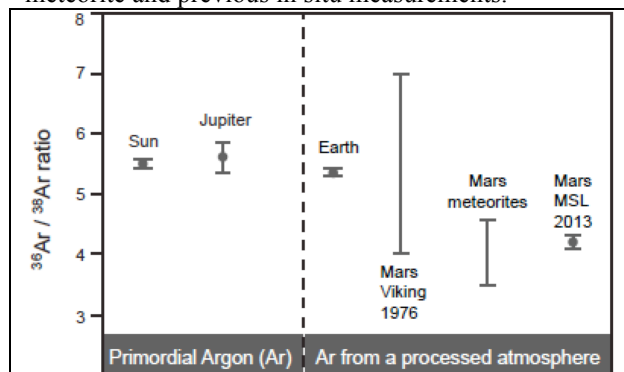 meteorite and previous in situ measurements.
8
7
6
5
4
3
³⁶Ar / ³⁸Ar ratio
Sun
Jupiter
Earth
Mars
Viking
1976
Mars
meteorites
Mars
MSL
2013
Primordial Argon (Ar)
Ar from a processed atmosphere